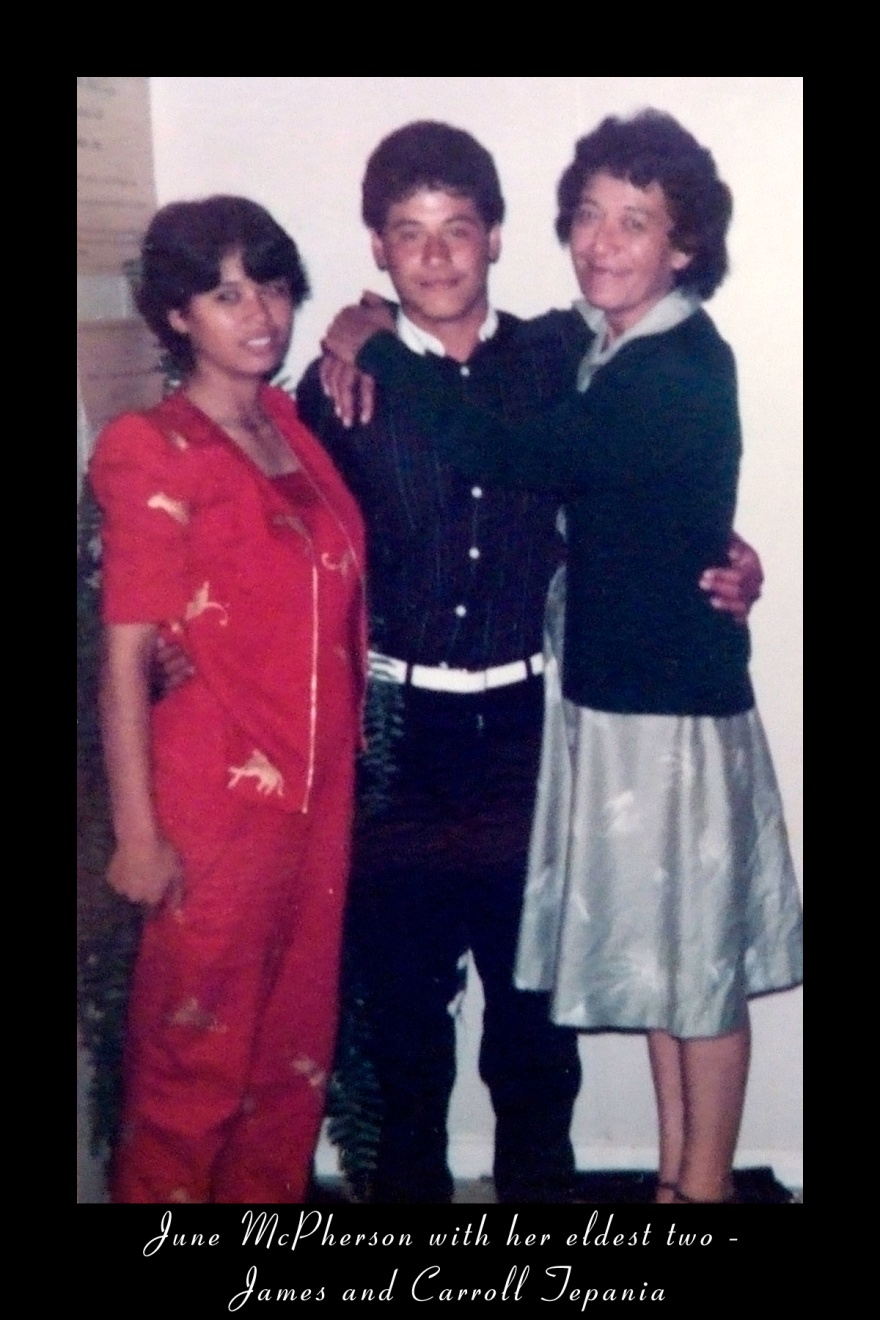 June McPherson with her eldest two -
James and Carroll Tepania